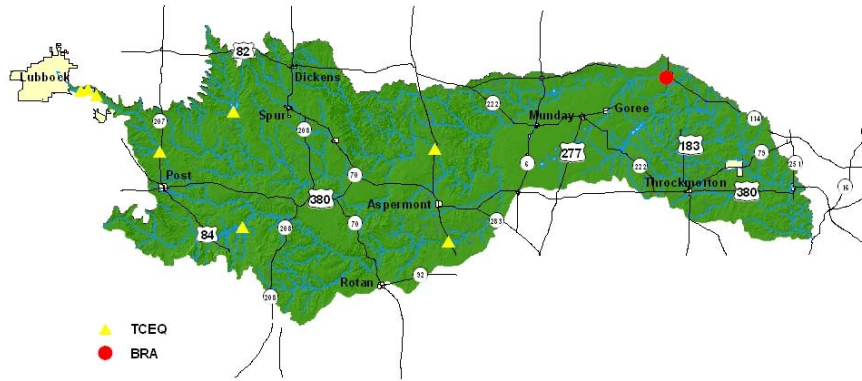 82
Lubbock
Dickens
Spur
222
Munday
Goree
114
207
208
183
79
251
6
277
222
Post
70
Throckmorton
16
380
380
Aspermont
283
84
208
70
92
Rotan
208
TCEQ
BRA